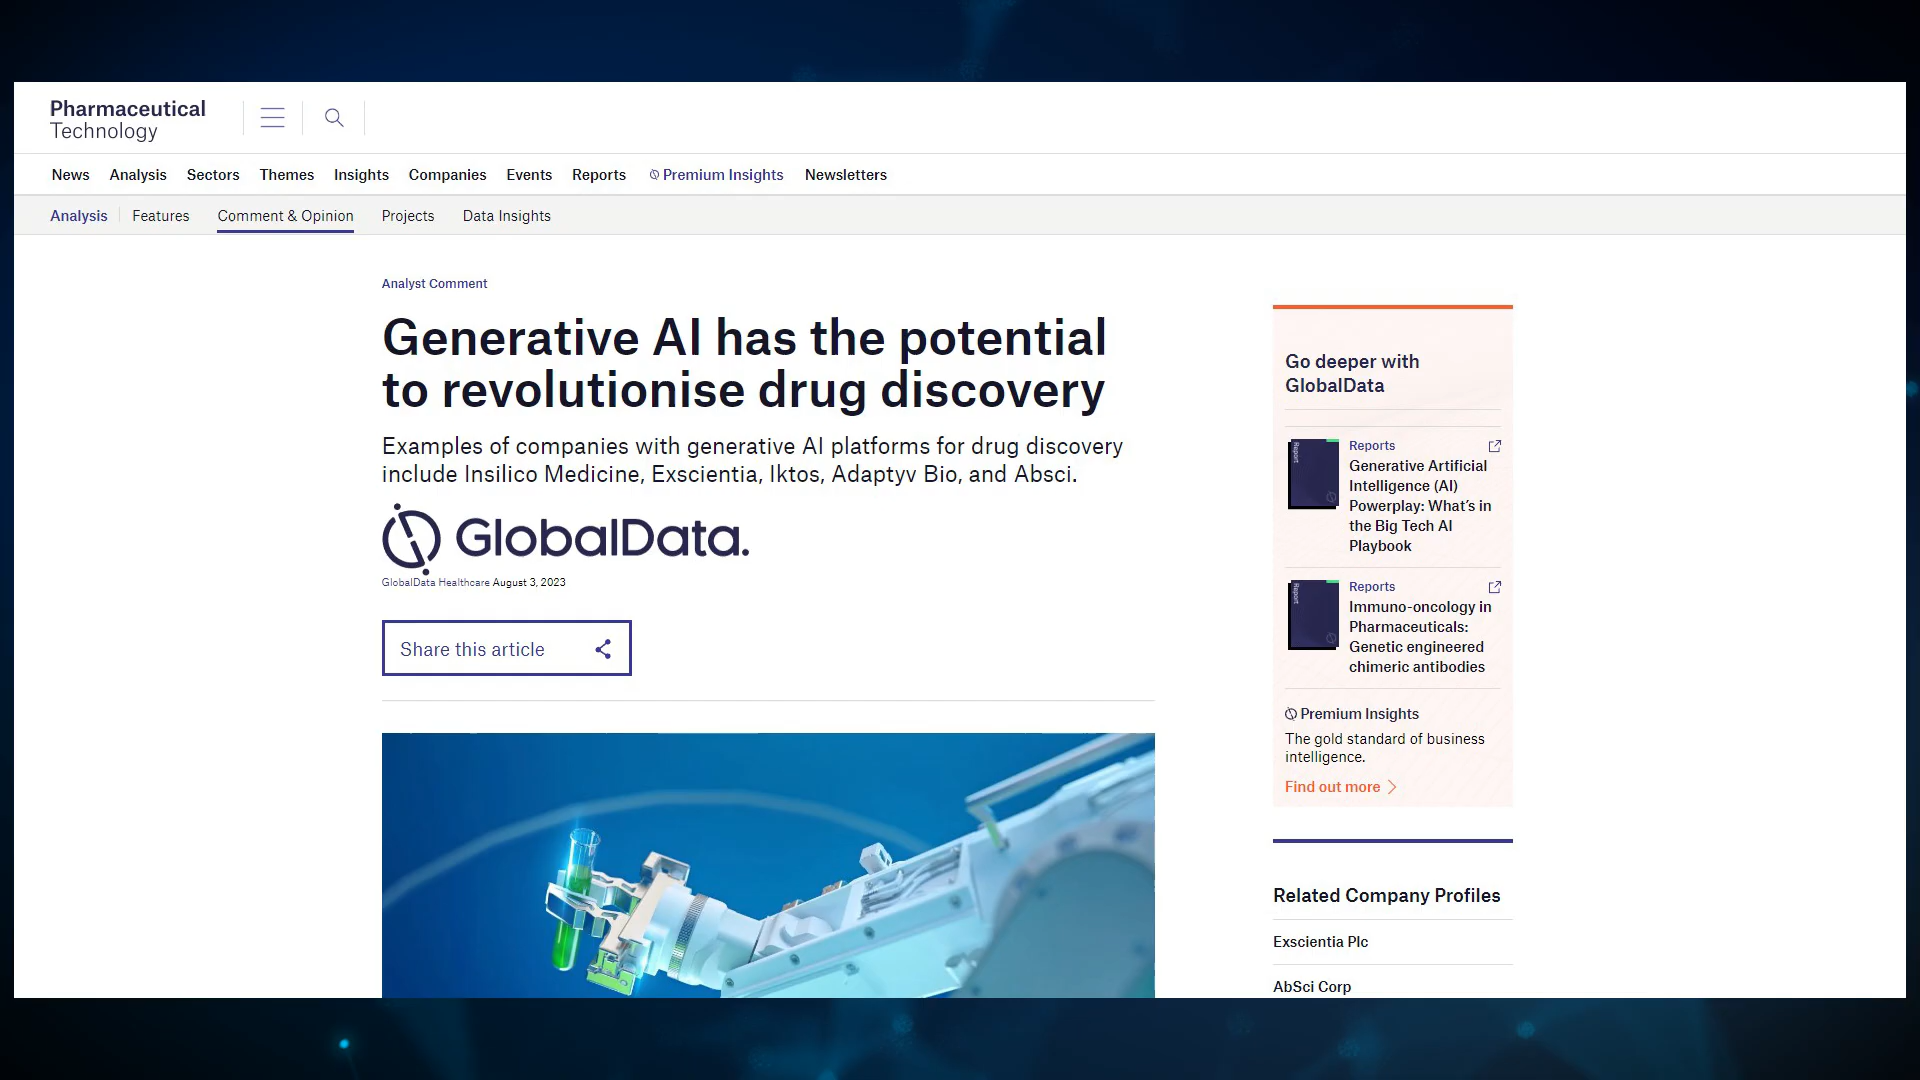 Pharmaceutical
Technology
News Analysis Sectors Themes Insights Companies Events Reports Premium Insights Newsletters
Analysis Features Comment & Opinion Projects Data Insights
Analyst Comment
Generative AI has the potential
to revolutionise drug discovery
Examples of companies with generative AI platforms for drug discovery
include Insilico Medicine, Exscientia, Iktos, Adaptyv Bio, and Absci.
GlobalData.
GlobalData Healthcare August 3, 2023
Share this article
Go deeper with
GlobalData
Report
Reports
Generative Artificial
Intelligence (AI)
Powerplay: What’s in
the Big Tech AI
Playbook
Report
Reports
Immuno-oncology in
Pharmaceuticals:
Genetic engineered
chimeric antibodies
Premium Insights
The gold standard of business
intelligence.
Find out more
Related Company Profiles
Exscientia Plc
AbSci Corp